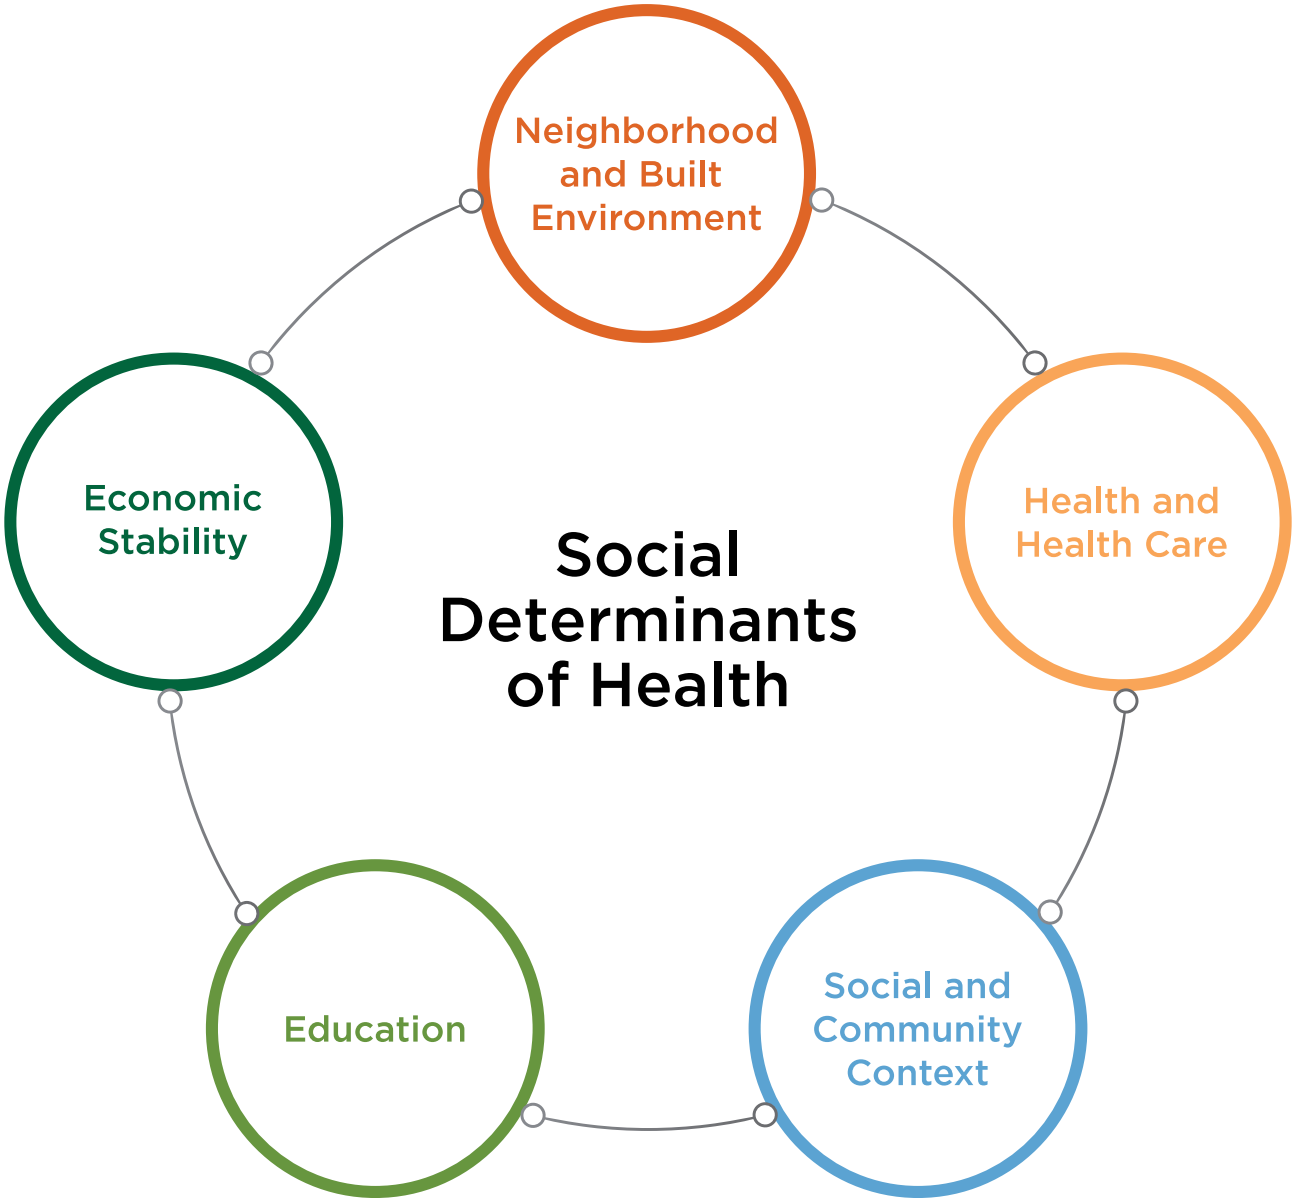 Neighborhood
and Built
Environment
Economic
Stability
Health and
Health Care
Social
Determinants
of Health
Education
Social and
Community
Context